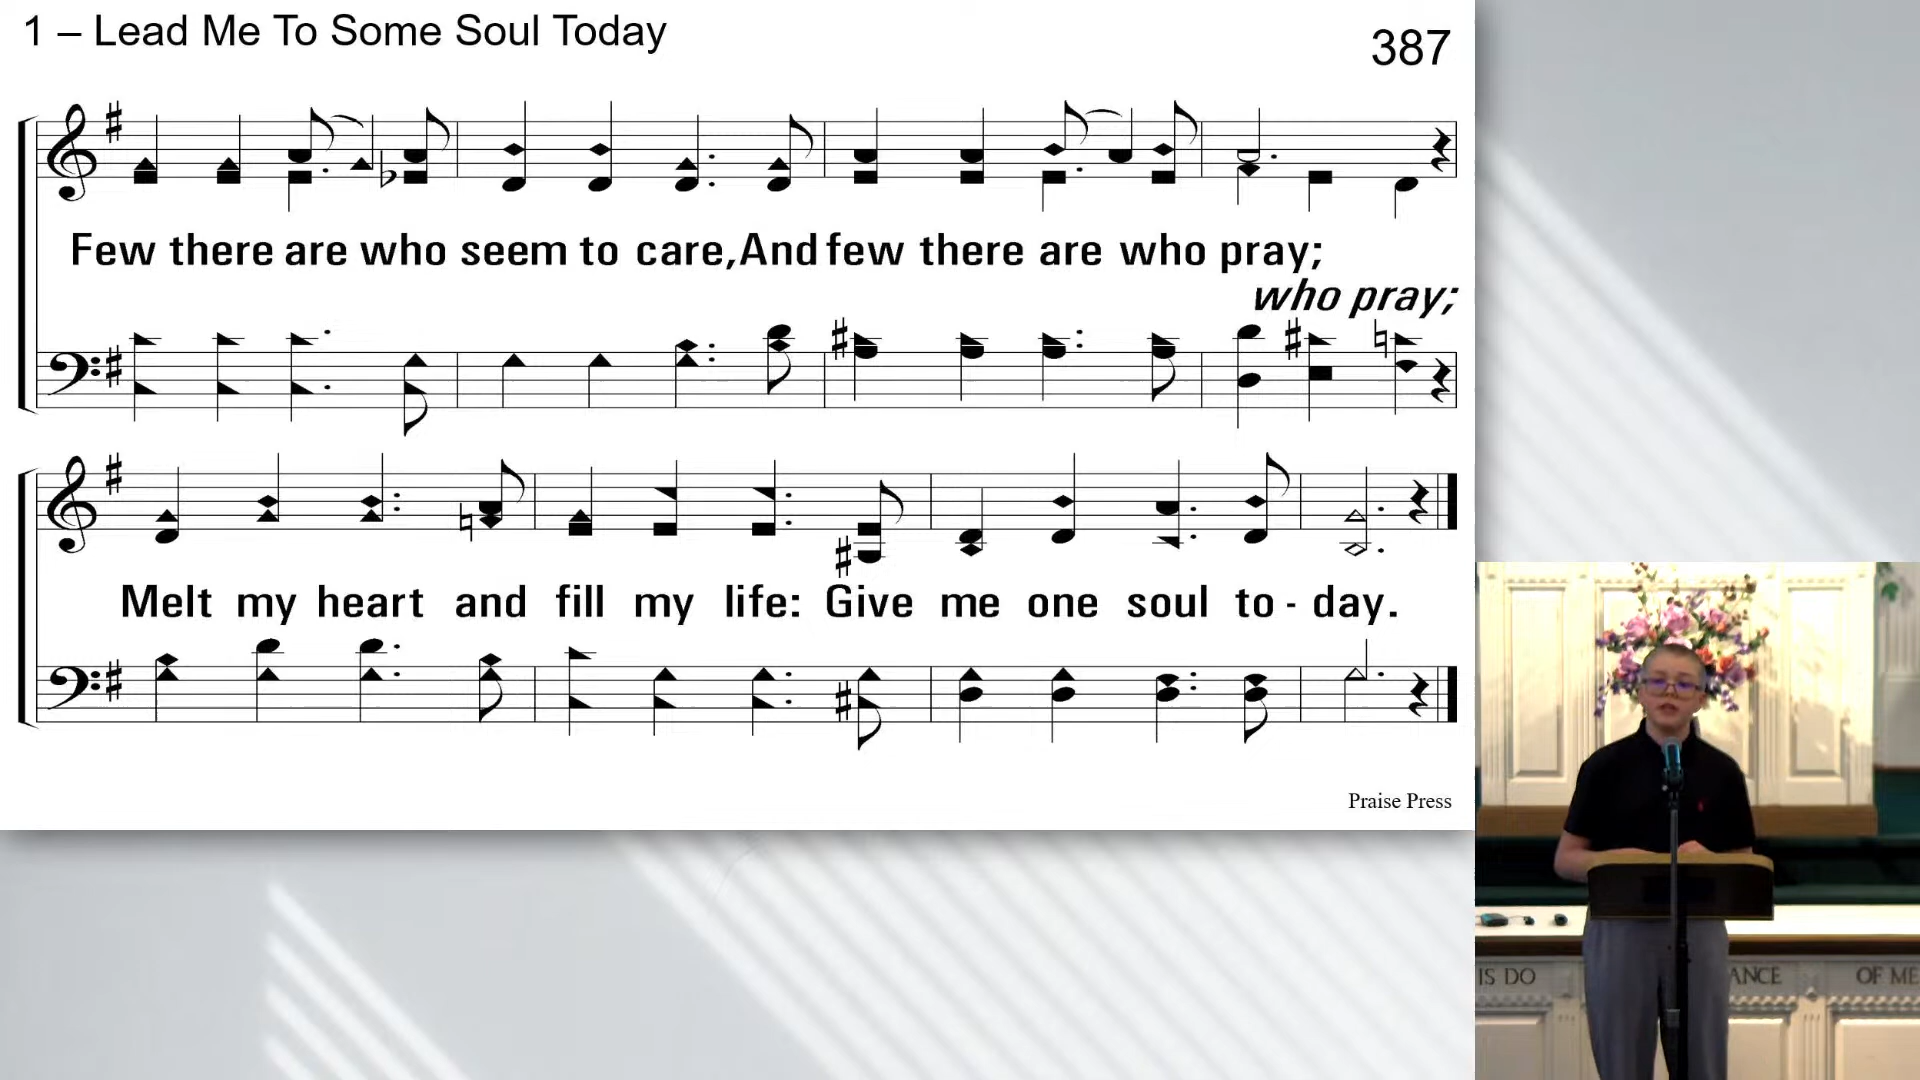 1 – Lead Me To Some Soul Today
387
Few there are who seem to care, And few there are who pray;
who pray;
Melt my heart and fill my life: Give me one soul to - day.
Praise Press
IS DO
ANCE
OF ME